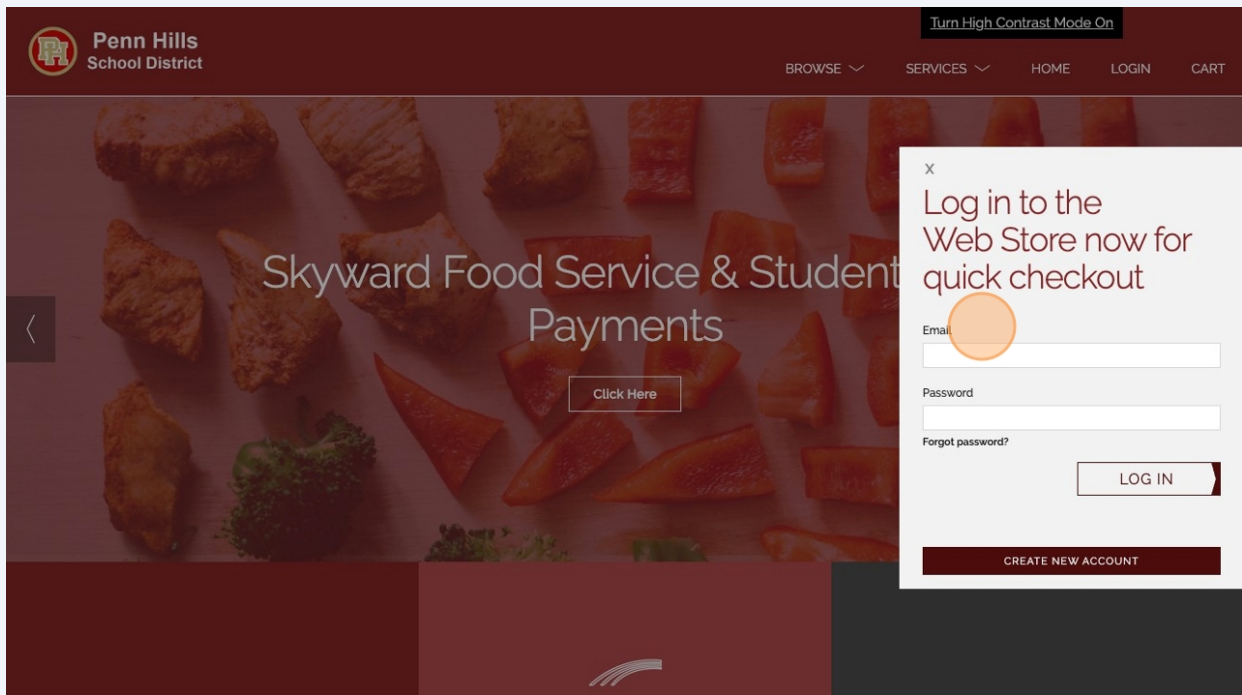 Turn High Contrast Mode On
Penn Hills
School District
BROWSE
SERVICES
HOME
LOGIN
CART
X
Log in to the
Web Store now for
quick checkout
Skyward Food Service & Student
Payments
Click Here
Email
Password
Forgot password?
LOG IN
CREATE NEW ACCOUNT